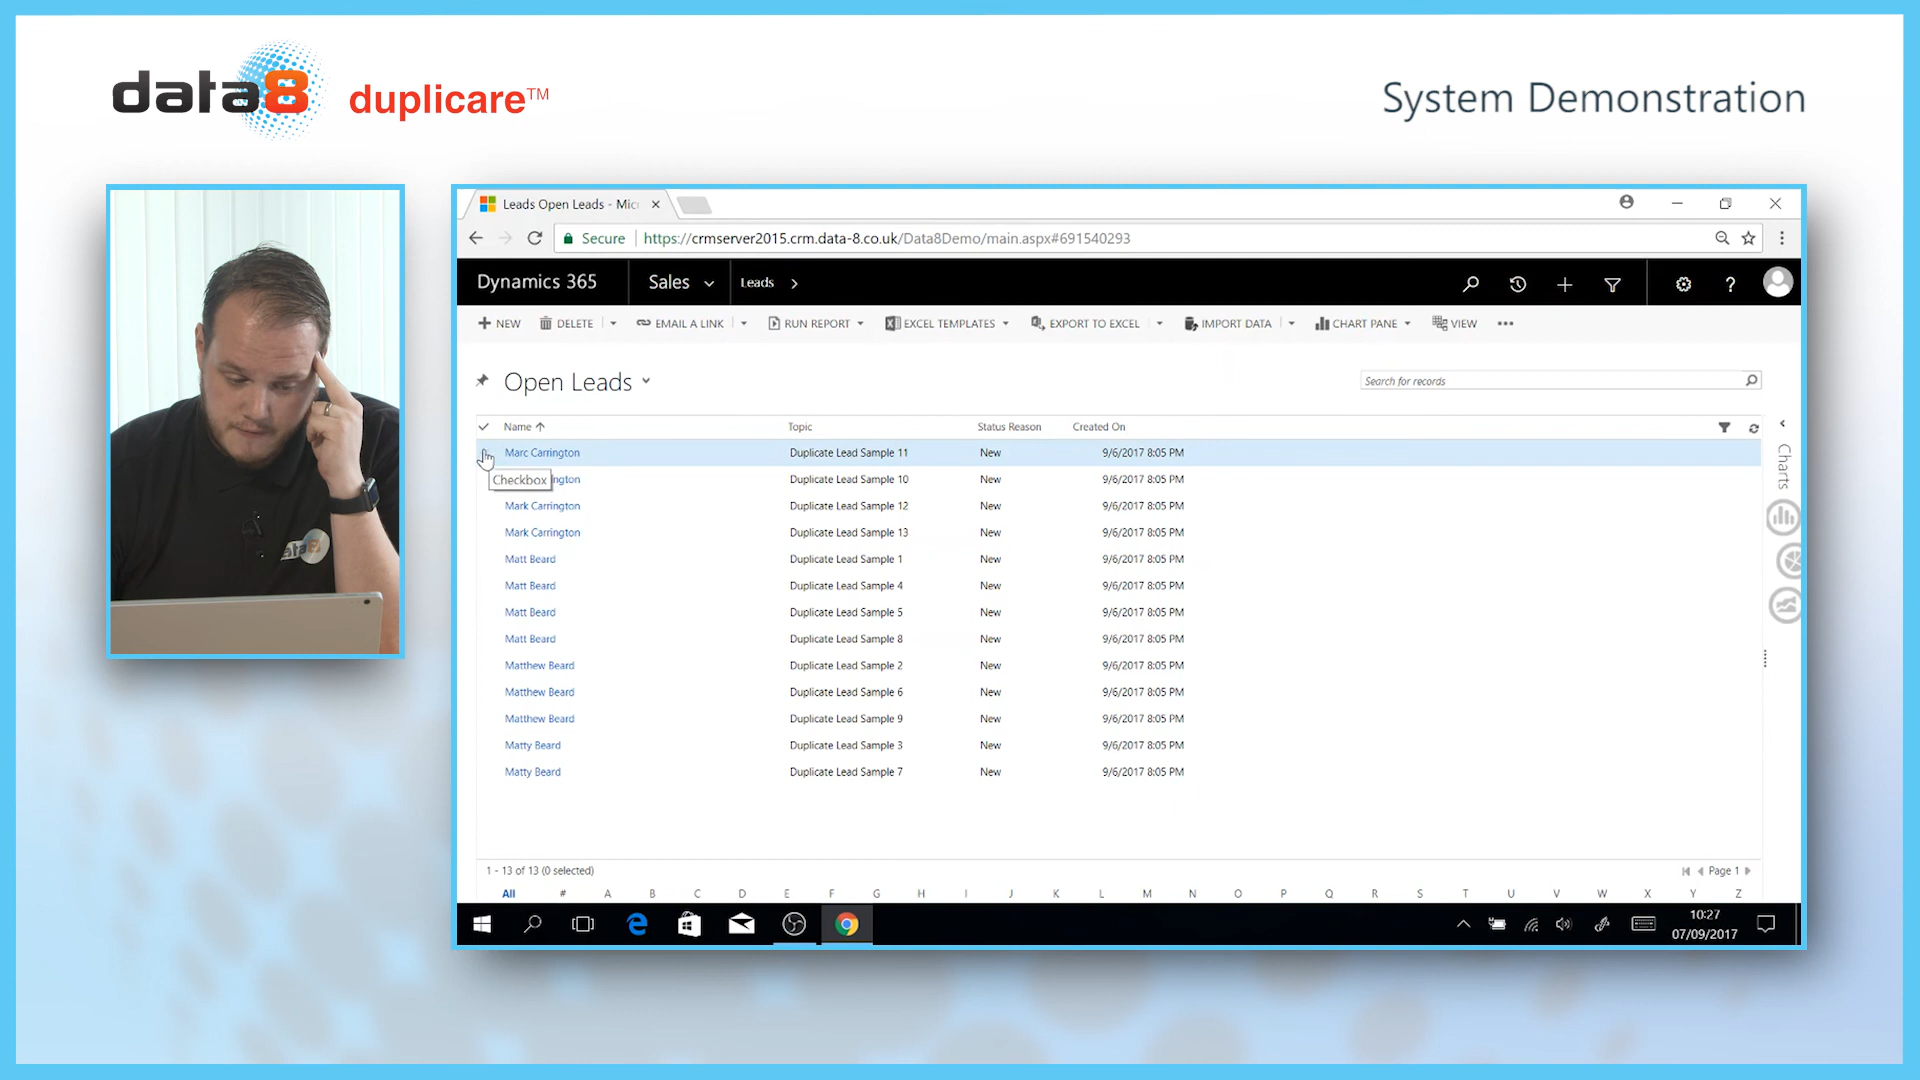 data8 duplicare™
System Demonstration
Leads Open Leads - Mic
Secure https://crmserver2015.crm.data-8.co.uk/Data8Demo/main.aspx#691540293
Dynamics 365 Sales Leads
NEW DELETE EMAIL A LINK RUN REPORT EXCEL TEMPLATES EXPORT TO EXCEL IMPORT DATA CHART PANE VIEW
Open Leads
Search for records
Name Topic Status Reason Created On
Charts
Marc Carrington Duplicate Lead Sample 11 New 9/6/2017 8:05 PM
Checkbox ngton Duplicate Lead Sample 10 New 9/6/2017 8:05 PM
Mark Carrington Duplicate Lead Sample 12 New 9/6/2017 8:05 PM
Mark Carrington Duplicate Lead Sample 13 New 9/6/2017 8:05 PM
Matt Beard Duplicate Lead Sample 1 New 9/6/2017 8:05 PM
Matt Beard Duplicate Lead Sample 4 New 9/6/2017 8:05 PM
Matt Beard Duplicate Lead Sample 5 New 9/6/2017 8:05 PM
Matt Beard Duplicate Lead Sample 8 New 9/6/2017 8:05 PM
Matthew Beard Duplicate Lead Sample 2 New 9/6/2017 8:05 PM
Matthew Beard Duplicate Lead Sample 6 New 9/6/2017 8:05 PM
Matthew Beard Duplicate Lead Sample 9 New 9/6/2017 8:05 PM
Matty Beard Duplicate Lead Sample 3 New 9/6/2017 8:05 PM
Matty Beard Duplicate Lead Sample 7 New 9/6/2017 8:05 PM
1 - 13 of 13 (0 selected) Page 1
All # A B C D E F G H I J K L M N O P Q R S T U V W X Y Z
10:27
07/09/2017